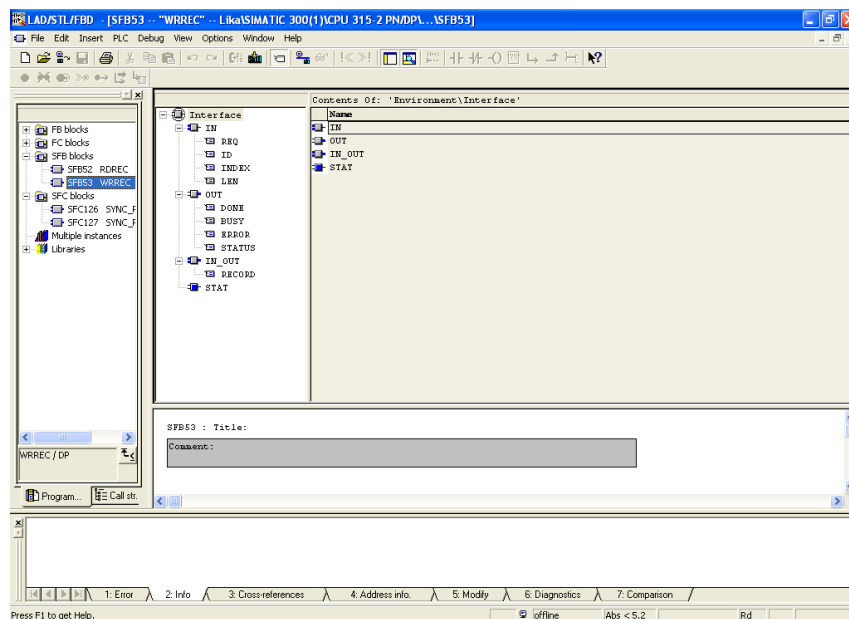 LAD/STL/FBD - [SFB53 -- "WRREC" -- Lika\SIMATIC 300(1)\CPU 315-2 PN/DP\...\SFB53]
File Edit Insert PLC Debug View Options Window Help
Contents Of: 'Environment\Interface'
Interface
IN
REQ
ID
INDEX
LEN
OUT
DONE
BUSY
ERROR
STATUS
IN_OUT
RECORD
STAT
Name
IN
OUT
IN_OUT
STAT
FB blocks
FC blocks
SFB blocks
SFB52 RDREC
SFB53 WRREC
SFC blocks
SFC126 SYNC_F
SFC127 SYNC_F
Multiple instances
Libraries
WRREC / DP
Program... Call str.
SFB53 : Title:
Comment:
1: Error 2: Info 3: Cross-references 4: Address info. 5: Modify 6: Diagnostics 7: Comparison
Press F1 to get Help. offline Abs < 5.2 Rd